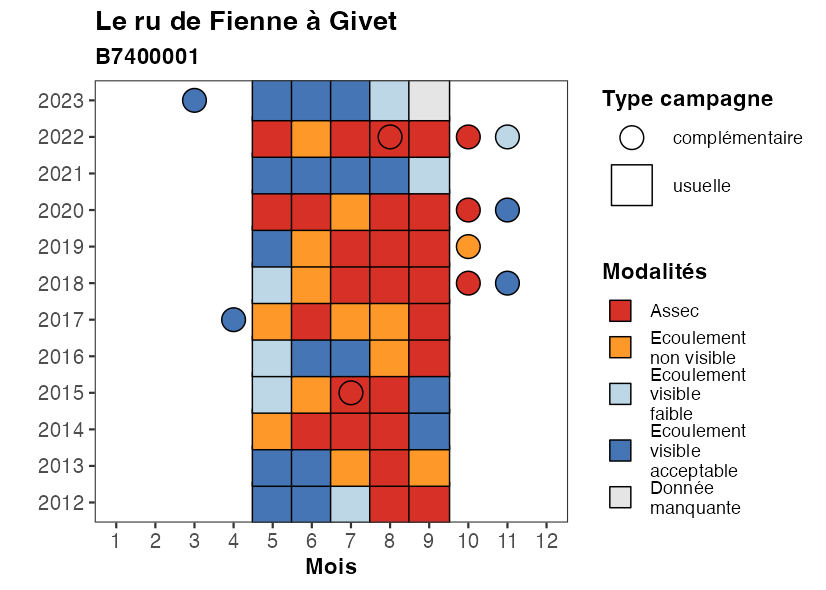 Le ru de Fienne à Givet
B7400001
2023
2022
2021
2020
2019
2018
2017
2016
2015
2014
2013
2012
1 2 3 4 5 6 7 8 9 10 11 12
Mois
Type campagne
complémentaire
usuelle
Modalités
Assec
Ecoulement
non visible
Ecoulement
visible
faible
Ecoulement
visible
acceptable
Donnée
manquante